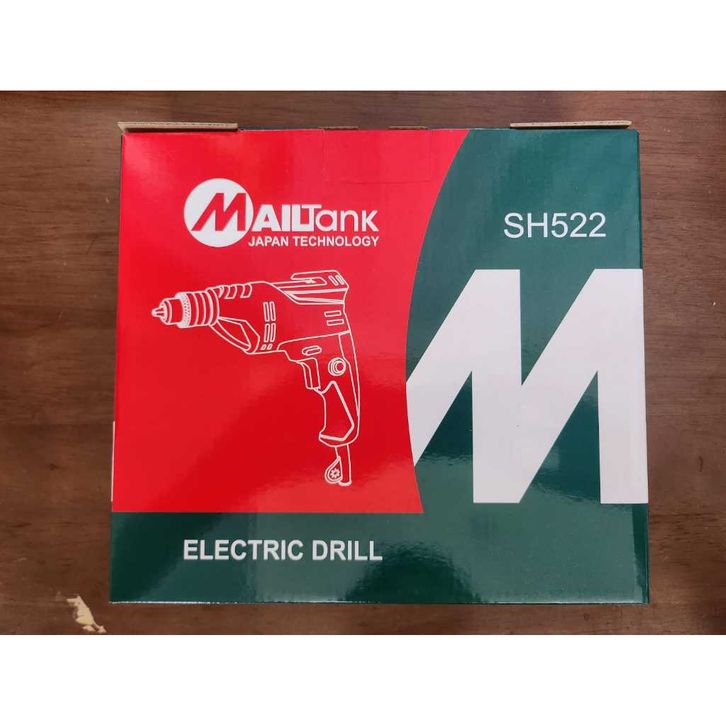 MAILTank
JAPAN TECHNOLOGY
SH522
M
ELECTRIC DRILL